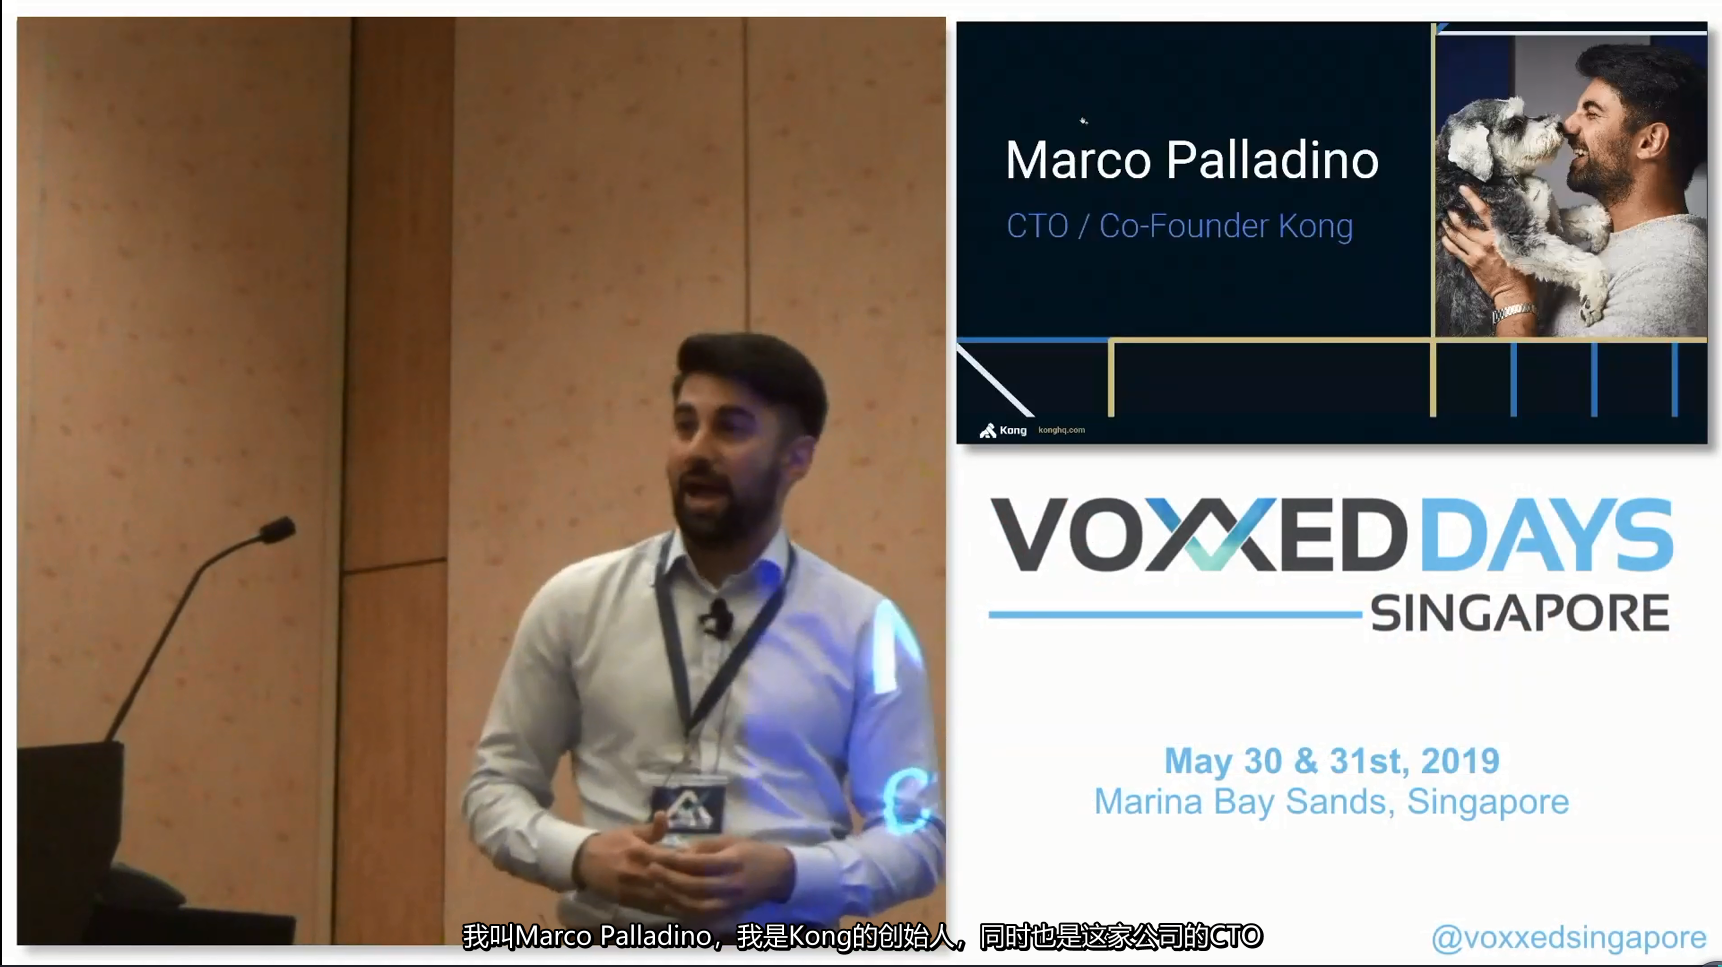 Marco Palladino
CTO / Co-Founder Kong
Kong konghq.com
VOXXEDDAYS
SINGAPORE
May 30 & 31st, 2019
Marina Bay Sands, Singapore
@voxxedsingapore
我叫Marco Palladino，我是Kong的创始人，同时也是这家公司的CTO